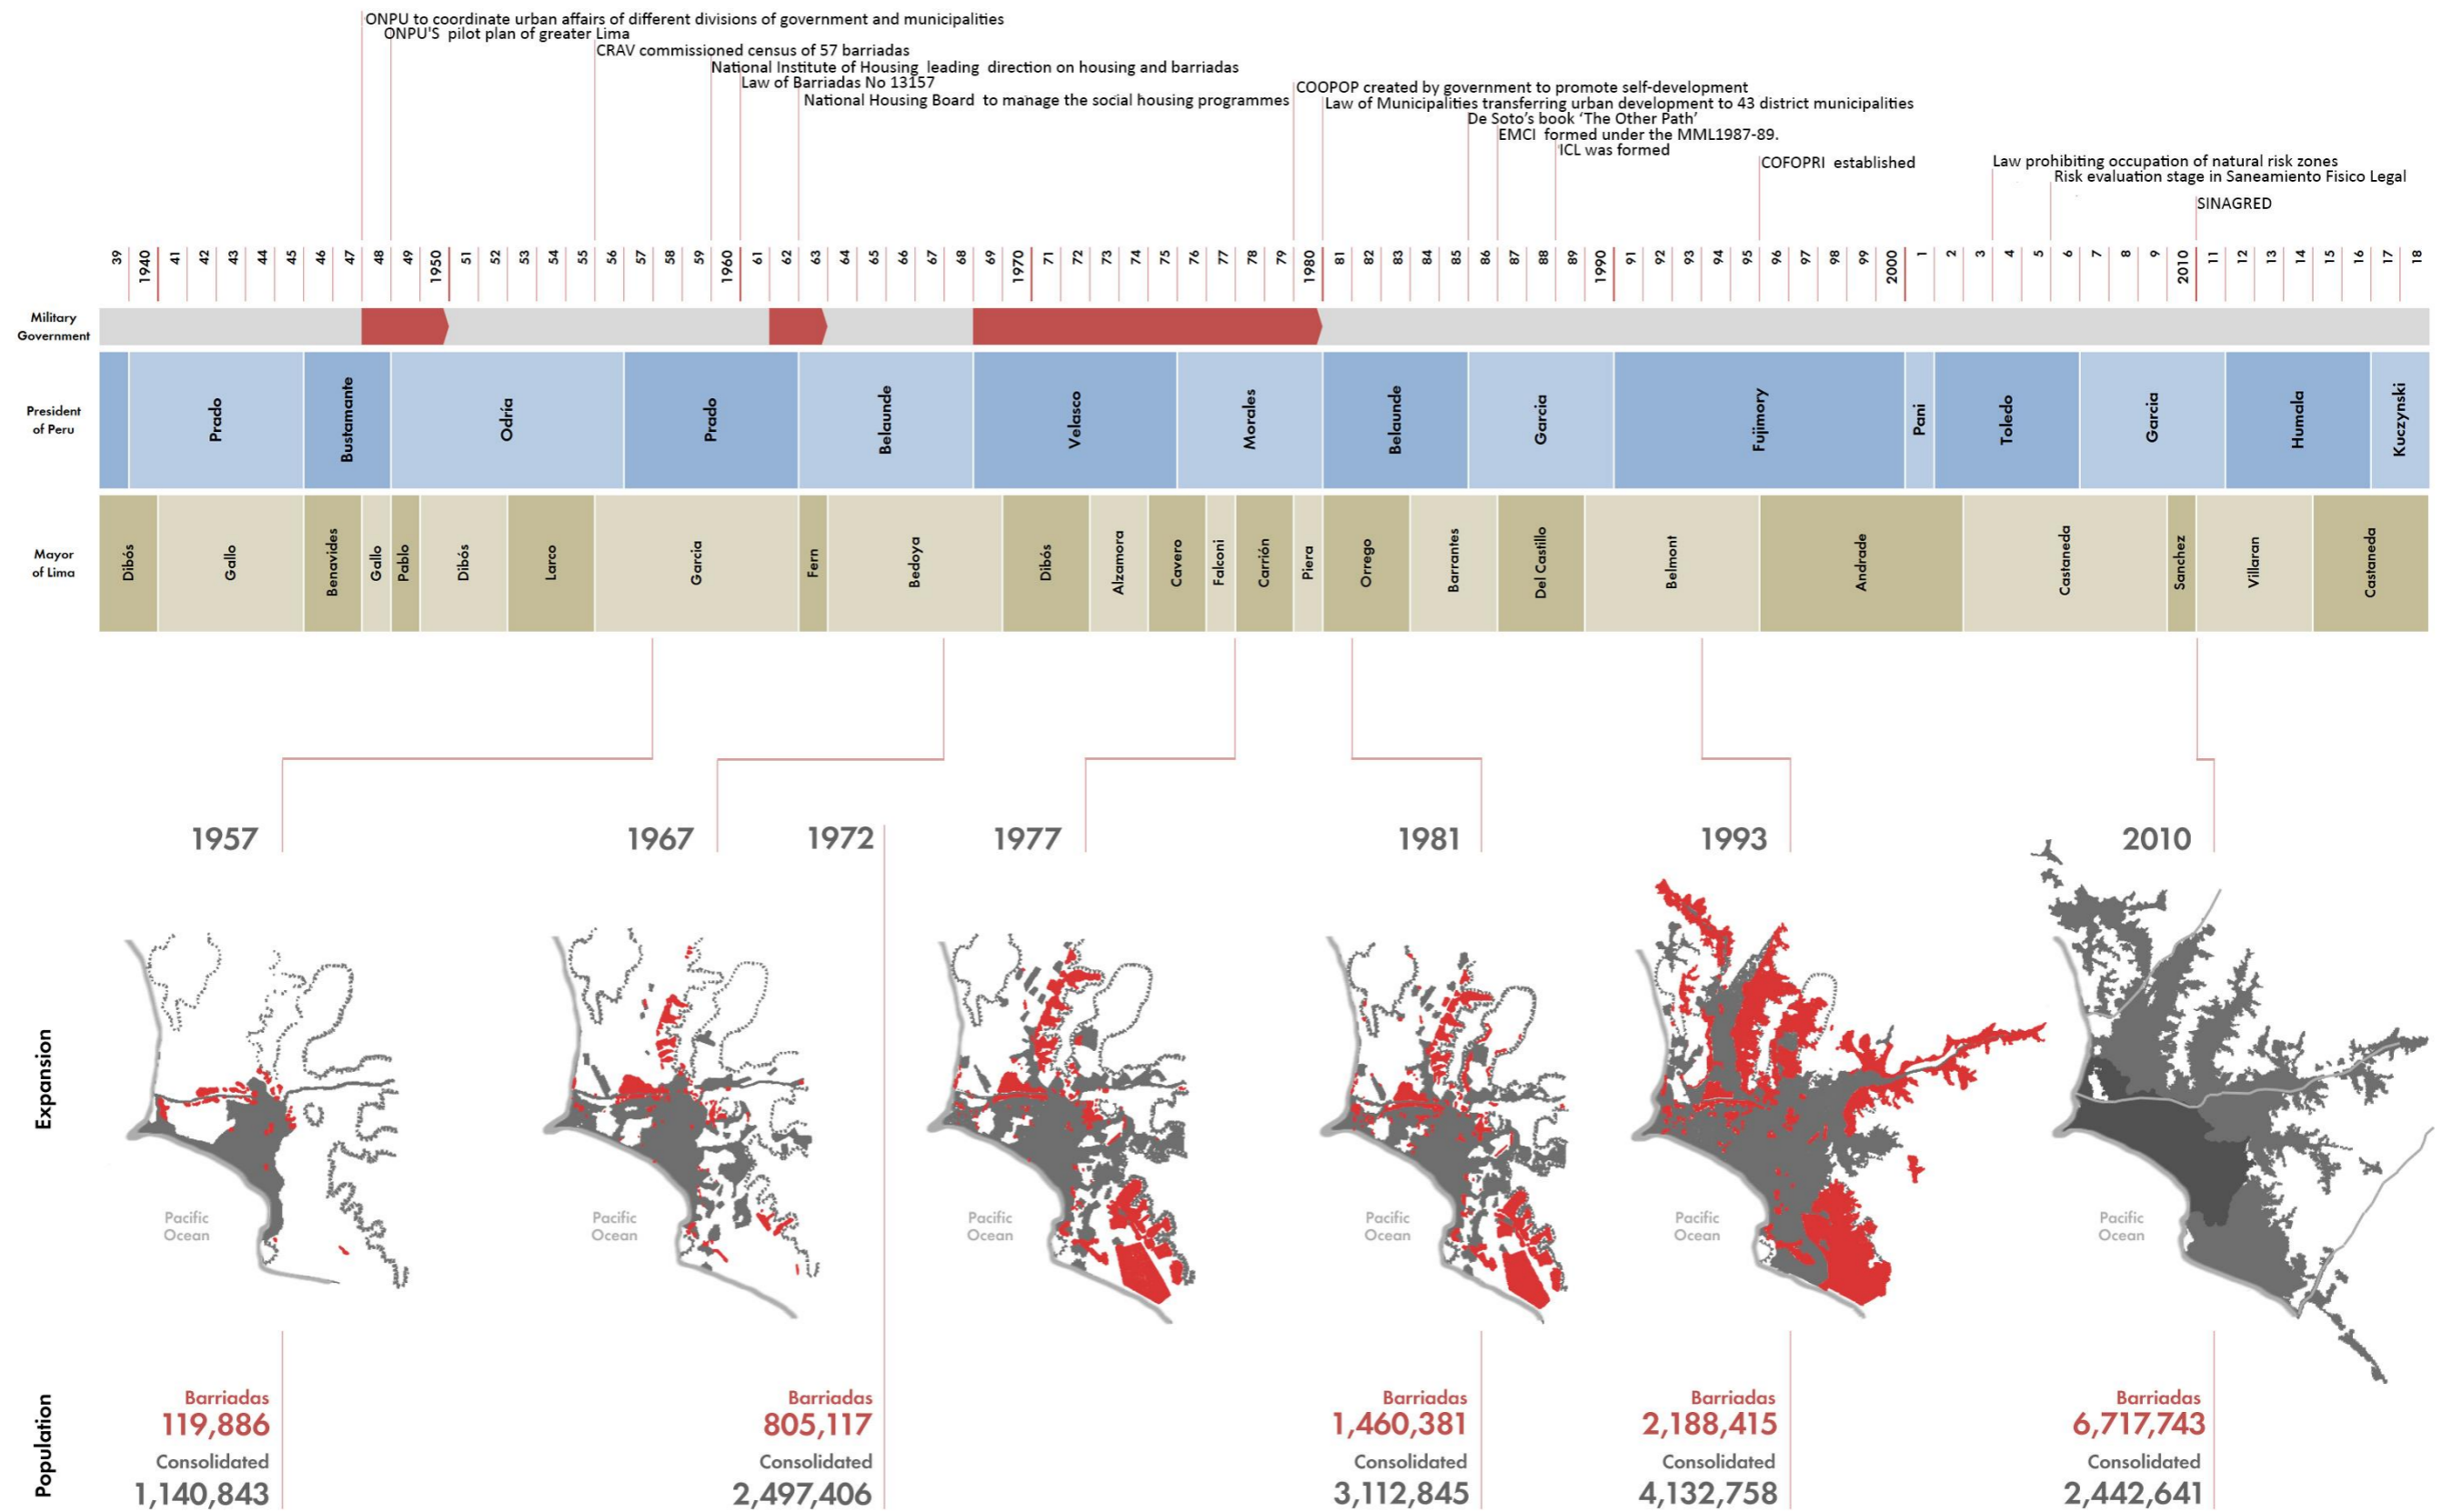 ONPU to coordinate urban affairs of different divisions of government and municipalities
ONPU'S pilot plan of greater Lima
CRAV commissioned census of 57 barriadas
National Institute of Housing leading direction on housing and barriadas
Law of Barriadas No 13157
National Housing Board to manage the social housing programmes
COOPOP created by government to promote self-development
Law of Municipalities transferring urban development to 43 district municipalities
De Soto's book ‘The Other Path’
EMCI formed under the MML1987-89.
ICL was formed
COFOPRI established
Law prohibiting occupation of natural risk zones
Risk evaluation stage in Saneamiento Fisico Legal
SINAGRED
39 1940 41 42 43 44 45 46 47 48 49 1950 51 52 53 54 55 56 57 58 59 1960 61 62 63 64 65 66 67 68 69 1970 71 72 73 74 75 76 77 78 79 1980 81 82 83 84 85 86 87 88 89 1990 91 92 93 94 95 96 97 98 99 2000 1 2 3 4 5 6 7 8 9 2010 11 12 13 14 15 16 17 18
Military
Government
President
of Peru
Prado Bustamante Odría Prado Belaunde Velasco Morales Belaunde Garcia Fujimory Pani Toledo Garcia Humala Kuczynski
Mayor
of Lima
Dibós Gallo Benavides Gallo Pablo Dibós Larco Garcia Fern Bedoya Dibós Alzamora Cavero Falconi Carrión Piera Orrego Barrantes Del Castillo Belmont Andrade Castaneda Sanchez Villaran Castaneda
1957 1967 1972 1977 1981 1993 2010
Expansion
Pacific
Ocean
Pacific
Ocean
Pacific
Ocean
Pacific
Ocean
Pacific
Ocean
Pacific
Ocean
Population
Barriadas
119,886
Consolidated
1,140,843
Barriadas
805,117
Consolidated
2,497,406
Barriadas
1,460,381
Consolidated
3,112,845
Barriadas
2,188,415
Consolidated
4,132,758
Barriadas
6,717,743
Consolidated
2,442,641